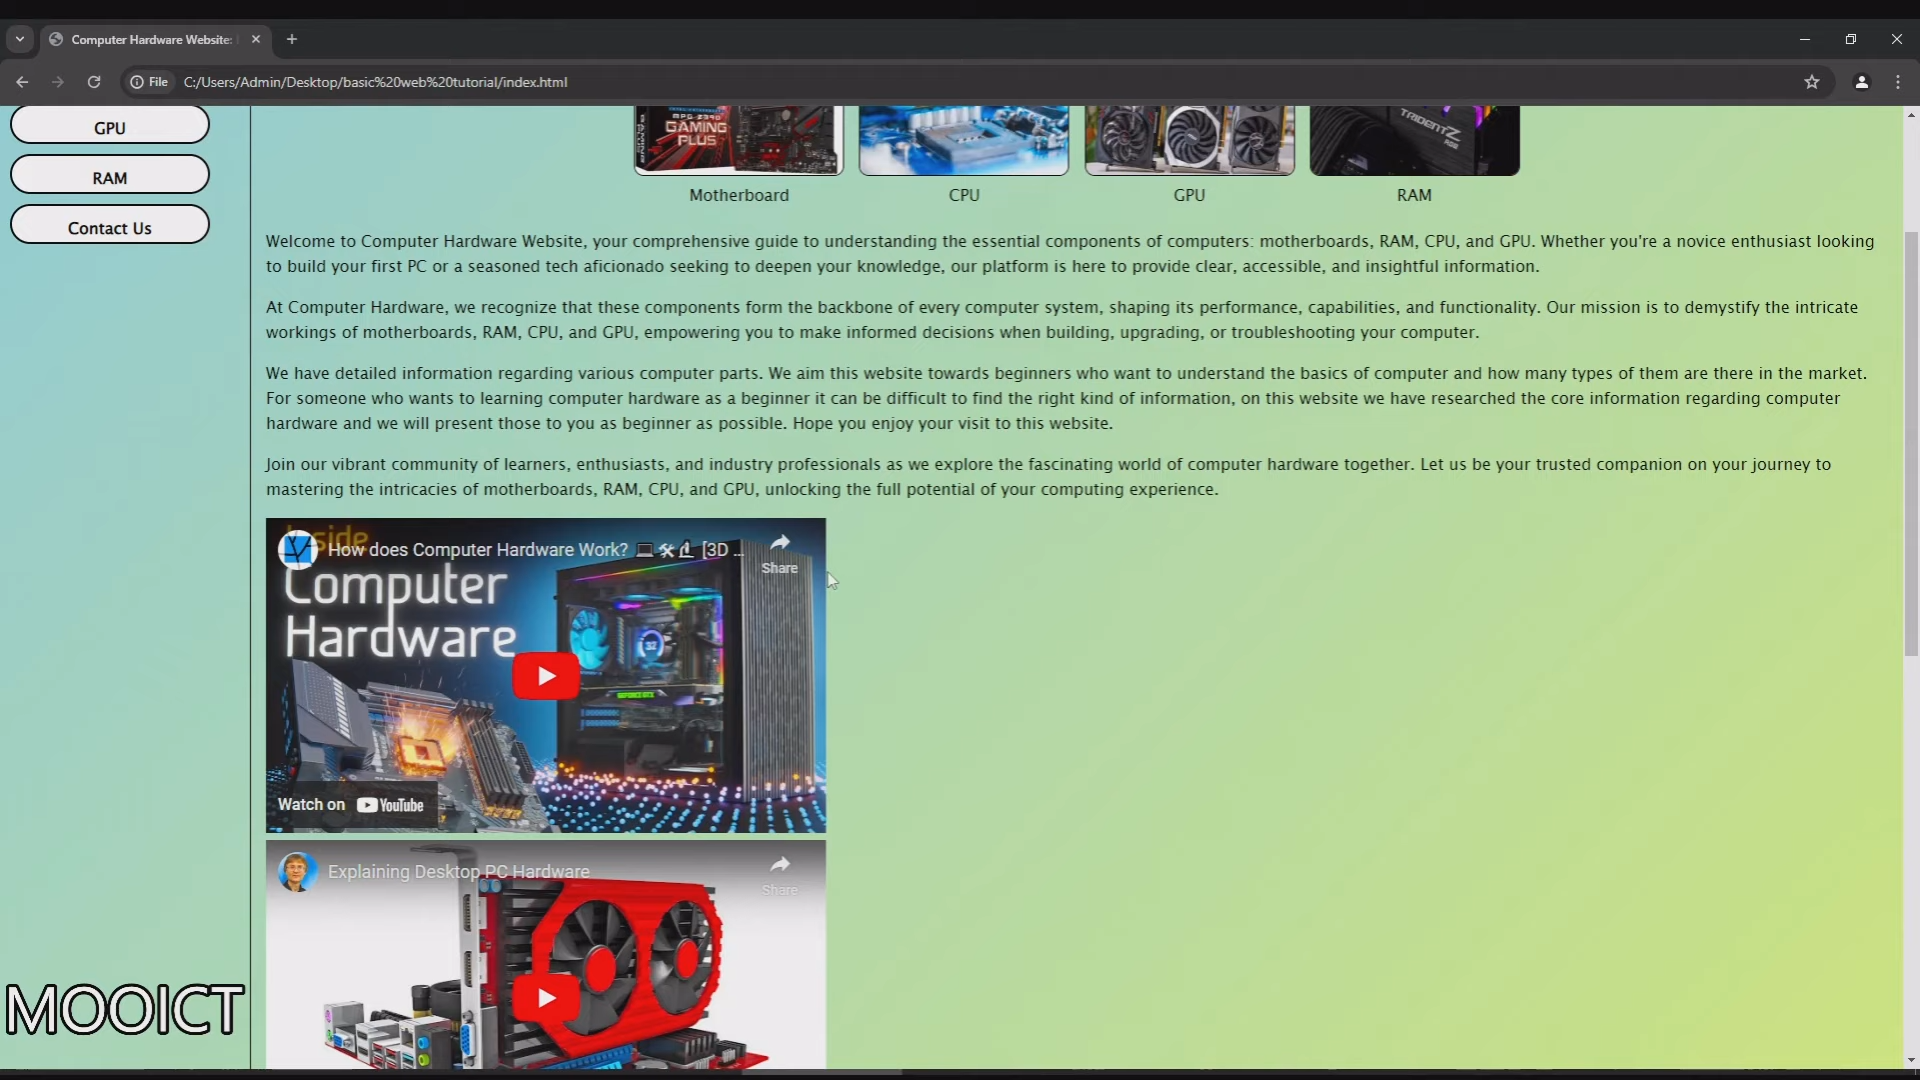 Computer Hardware Website:
File
C:/Users/Admin/Desktop/basic%20web%20tutorial/index.html
GPU
RAM
Contact Us
GAMING
PLUS
TRIDENTZ
Motherboard
CPU
GPU
RAM
Welcome to Computer Hardware Website, your comprehensive guide to understanding the essential components of computers: motherboards, RAM, CPU, and GPU. Whether you're a novice enthusiast looking
to build your first PC or a seasoned tech aficionado seeking to deepen your knowledge, our platform is here to provide clear, accessible, and insightful information.
At Computer Hardware, we recognize that these components form the backbone of every computer system, shaping its performance, capabilities, and functionality. Our mission is to demystify the intricate
workings of motherboards, RAM, CPU, and GPU, empowering you to make informed decisions when building, upgrading, or troubleshooting your computer.
We have detailed information regarding various computer parts. We aim this website towards beginners who want to understand the basics of computer and how many types of them are there in the market.
For someone who wants to learning computer hardware as a beginner it can be difficult to find the right kind of information, on this website we have researched the core information regarding computer
hardware and we will present those to you as beginner as possible. Hope you enjoy your visit to this website.
Join our vibrant community of learners, enthusiasts, and industry professionals as we explore the fascinating world of computer hardware together. Let us be your trusted companion on your journey to
mastering the intricacies of motherboards, RAM, CPU, and GPU, unlocking the full potential of your computing experience.
Inside
How does Computer Hardware Work? 💻🛠🔬 [3D ...
Share
Computer
Hardware
32
Watch on YouTube
Explaining Desktop PC Hardware
Share
MOOICT